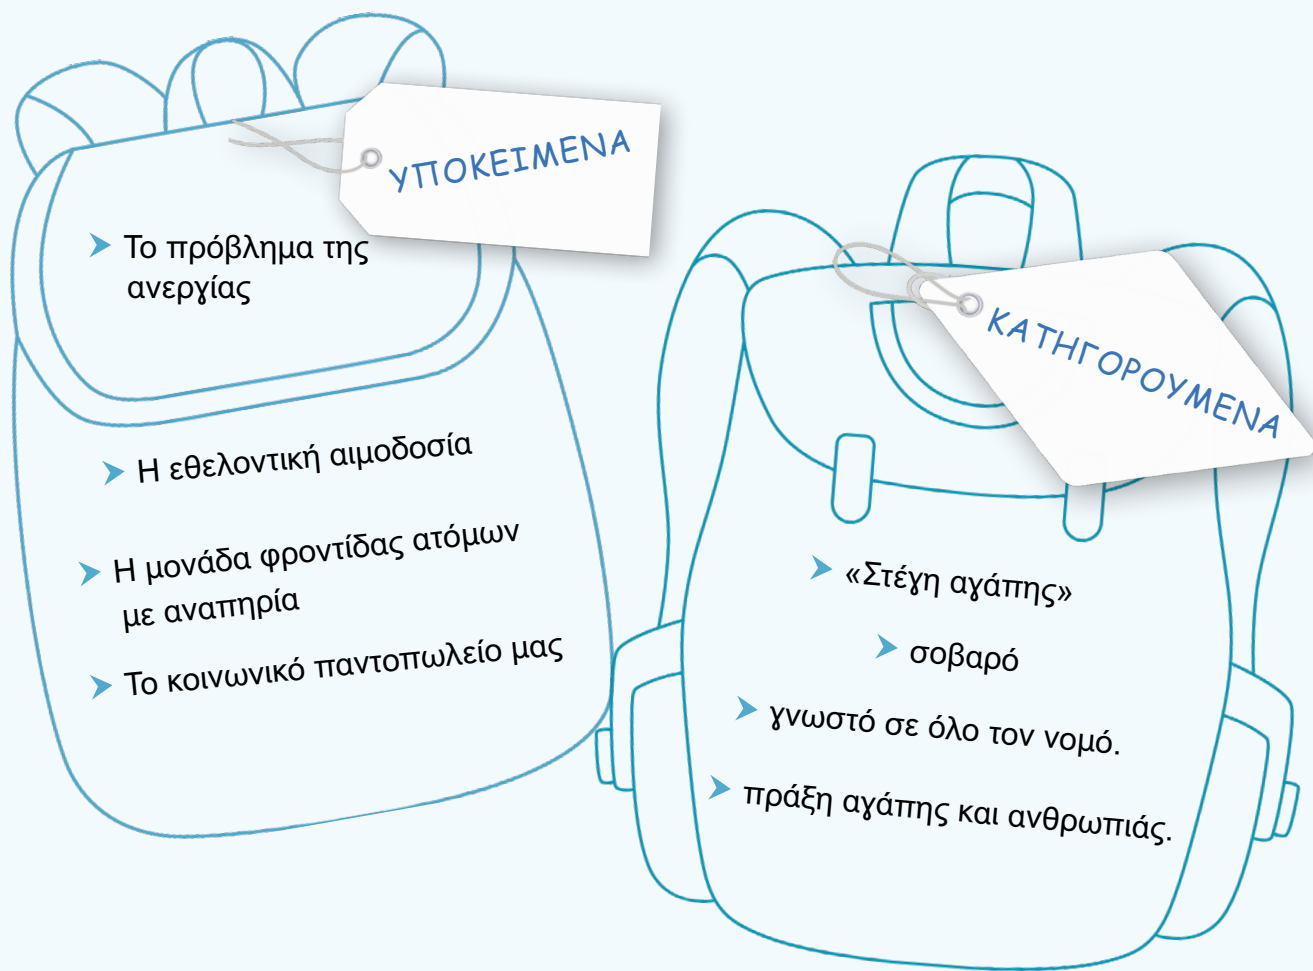 ΥΠΟΚΕΙΜΕΝΑ
➤ Το πρόβλημα της
ανεργίας
➤ Η εθελοντική αιμοδοσία
➤ Η μονάδα φροντίδας ατόμων
με αναπηρία
➤ Το κοινωνικό παντοπωλείο μας
ΚΑΤΗΓΟΡΟΥΜΕΝΑ
➤ «Στέγη αγάπης»
➤ σοβαρό
➤ γνωστό σε όλο τον νομό.
➤ πράξη αγάπης και ανθρωπιάς.